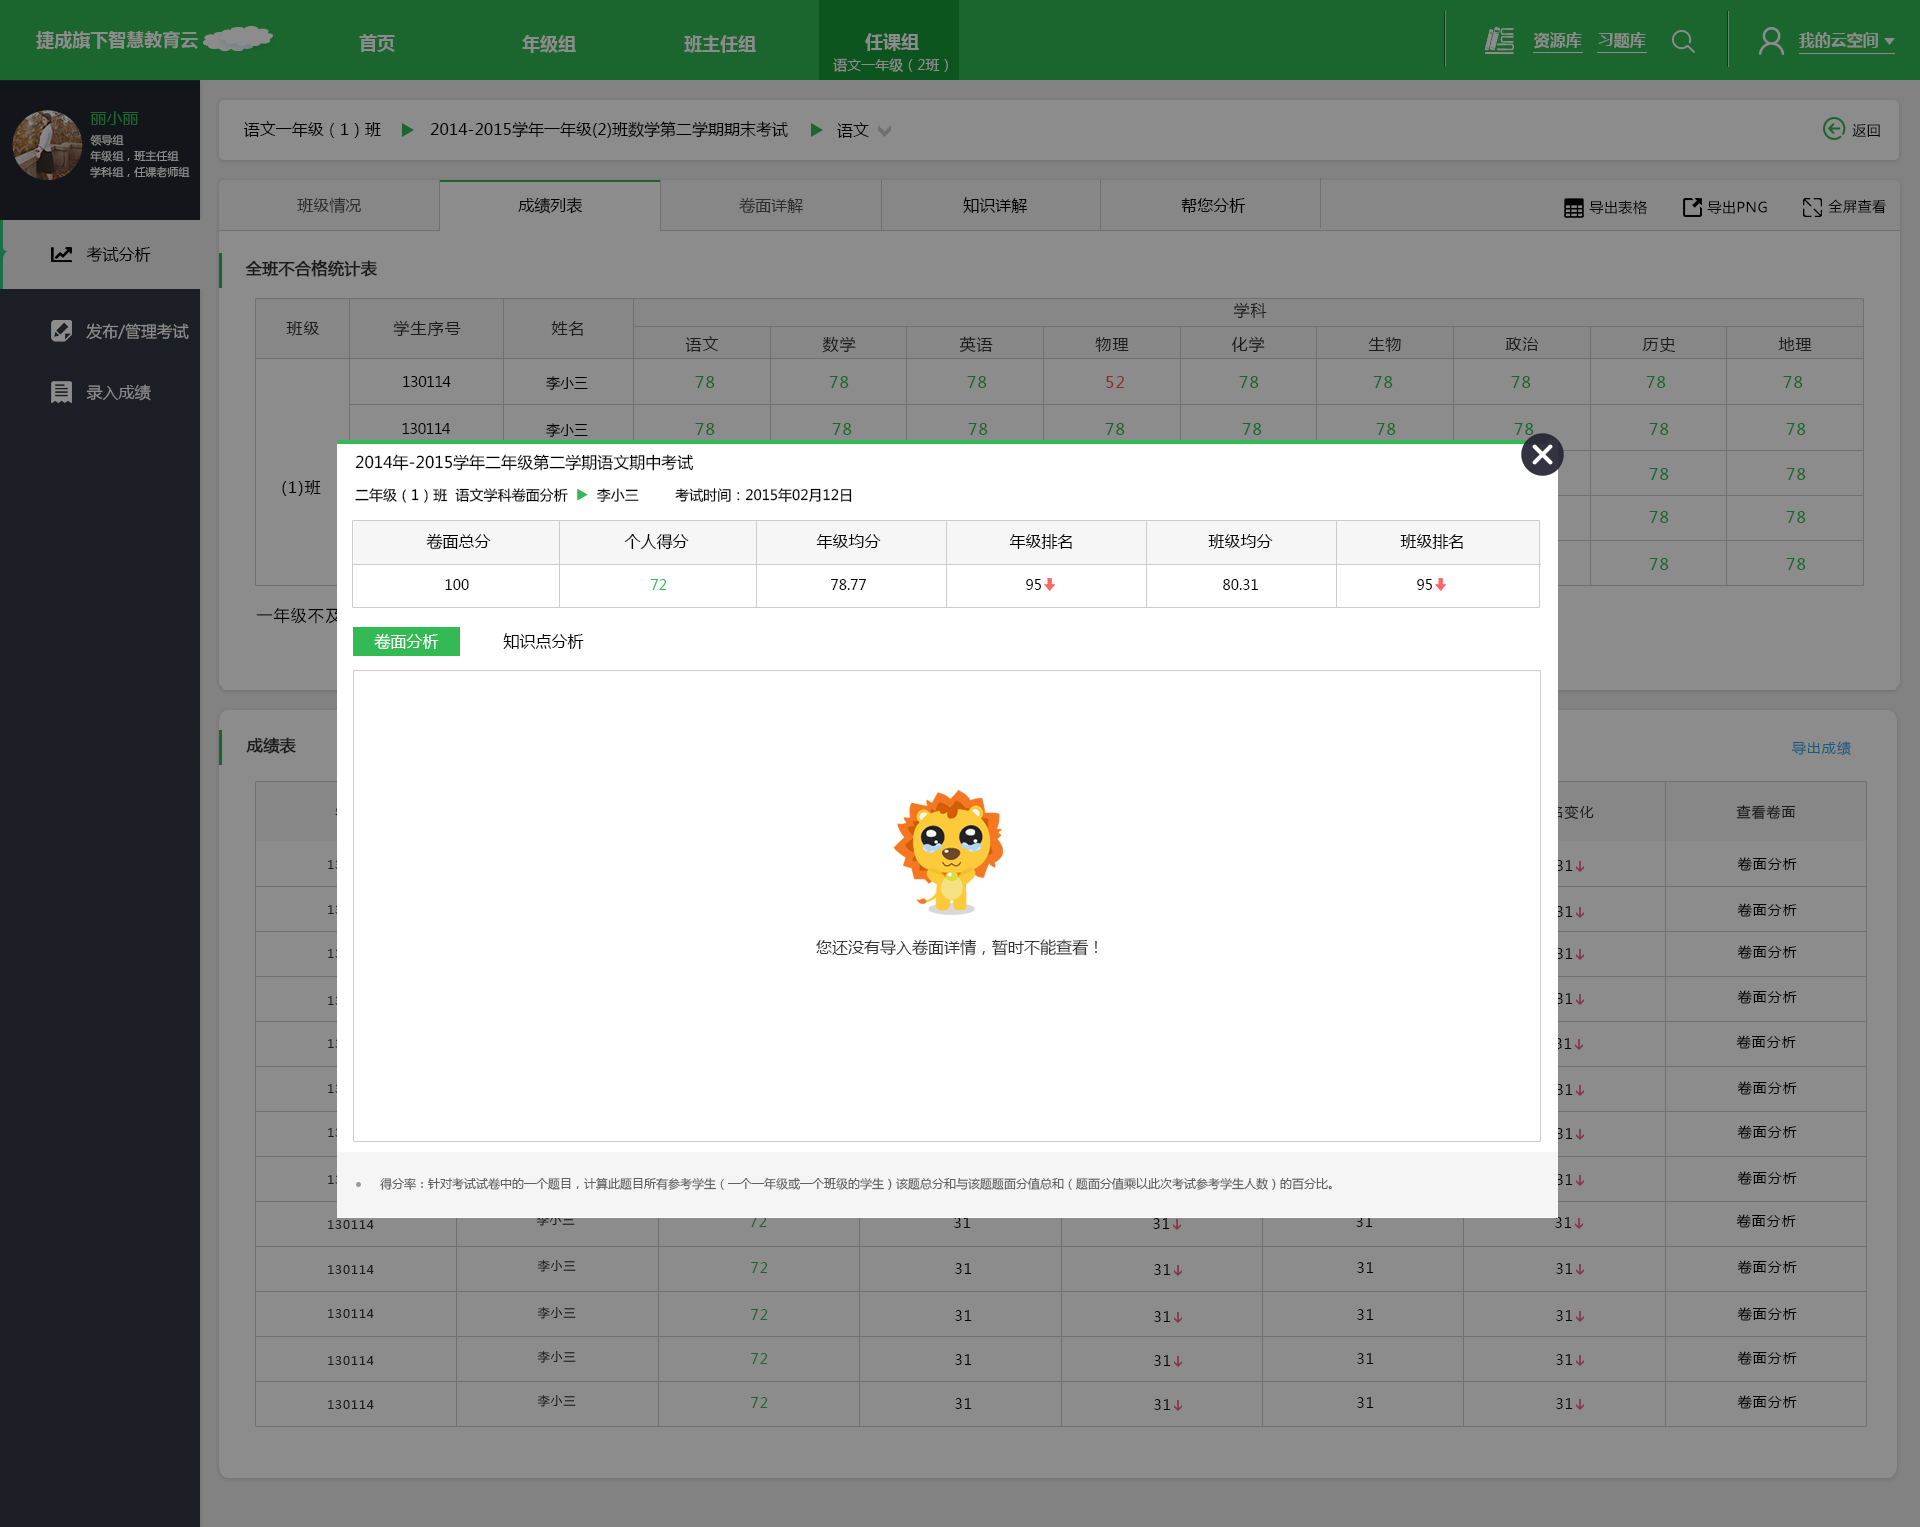 捷成旗下智慧教育云
首页
年级组
班主任组
任课组
语文一年级（2班）
资源库
习题库
我的云空间
丽小丽
领导组
年级组，班主任组
学科组，任课老师组
考试分析
发布/管理考试
录入成绩
语文一年级（1）班
2014-2015学年一年级(2)班数学第二学期期末考试
语文
返回
班级情况
成绩列表
卷面详解
知识详解
帮您分析
导出表格
导出PNG
全屏查看
全班不合格统计表
班级 学生序号 姓名 学科
语文 数学 英语 物理 化学 生物 政治 历史 地理
130114 李小三 78 78 78 52 78 78 78 78 78
130114 李小三 78 78 78 78 78 78 78 78 78
(1)班
78 78
78 78
78 78
一年级不及
2014年-2015学年二年级第二学期语文期中考试
二年级（1）班 语文学科卷面分析 李小三 考试时间：2015年02月12日
卷面总分 个人得分 年级均分 年级排名 班级均分 班级排名
100 72 78.77 95 80.31 95
卷面分析
知识点分析
您还没有导入卷面详情，暂时不能查看！
得分率：针对考试试卷中的一个题目，计算此题目所有参考学生（一个一年级或一个班级的学生）该题总分和与该题题面分值总和（题面分值乘以此次考试参考学生人数）的百分比。
成绩表
导出成绩
变化 查看卷面
31 卷面分析
31 卷面分析
31 卷面分析
31 卷面分析
31 卷面分析
31 卷面分析
31 卷面分析
31 卷面分析
130114 李小三 72 31 31 31 31 卷面分析
130114 李小三 72 31 31 31 31 卷面分析
130114 李小三 72 31 31 31 31 卷面分析
130114 李小三 72 31 31 31 31 卷面分析
130114 李小三 72 31 31 31 31 卷面分析